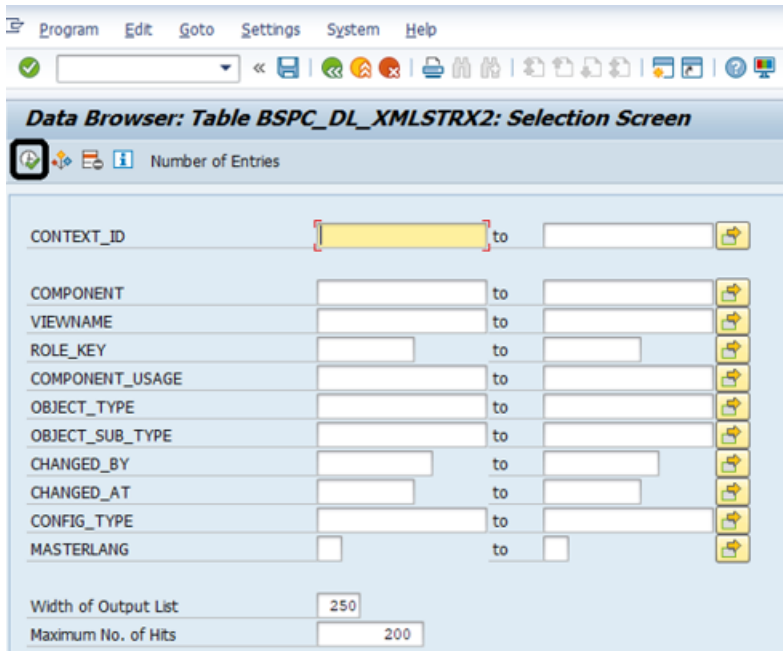 Program Edit Goto Settings System Help
Data Browser: Table BSPC_DL_XMLSTRX2: Selection Screen
Number of Entries
CONTEXT_ID to
COMPONENT to
VIEWNAME to
ROLE_KEY to
COMPONENT_USAGE to
OBJECT_TYPE to
OBJECT_SUB_TYPE to
CHANGED_BY to
CHANGED_AT to
CONFIG_TYPE to
MASTERLANG to
Width of Output List 250
Maximum No. of Hits 200